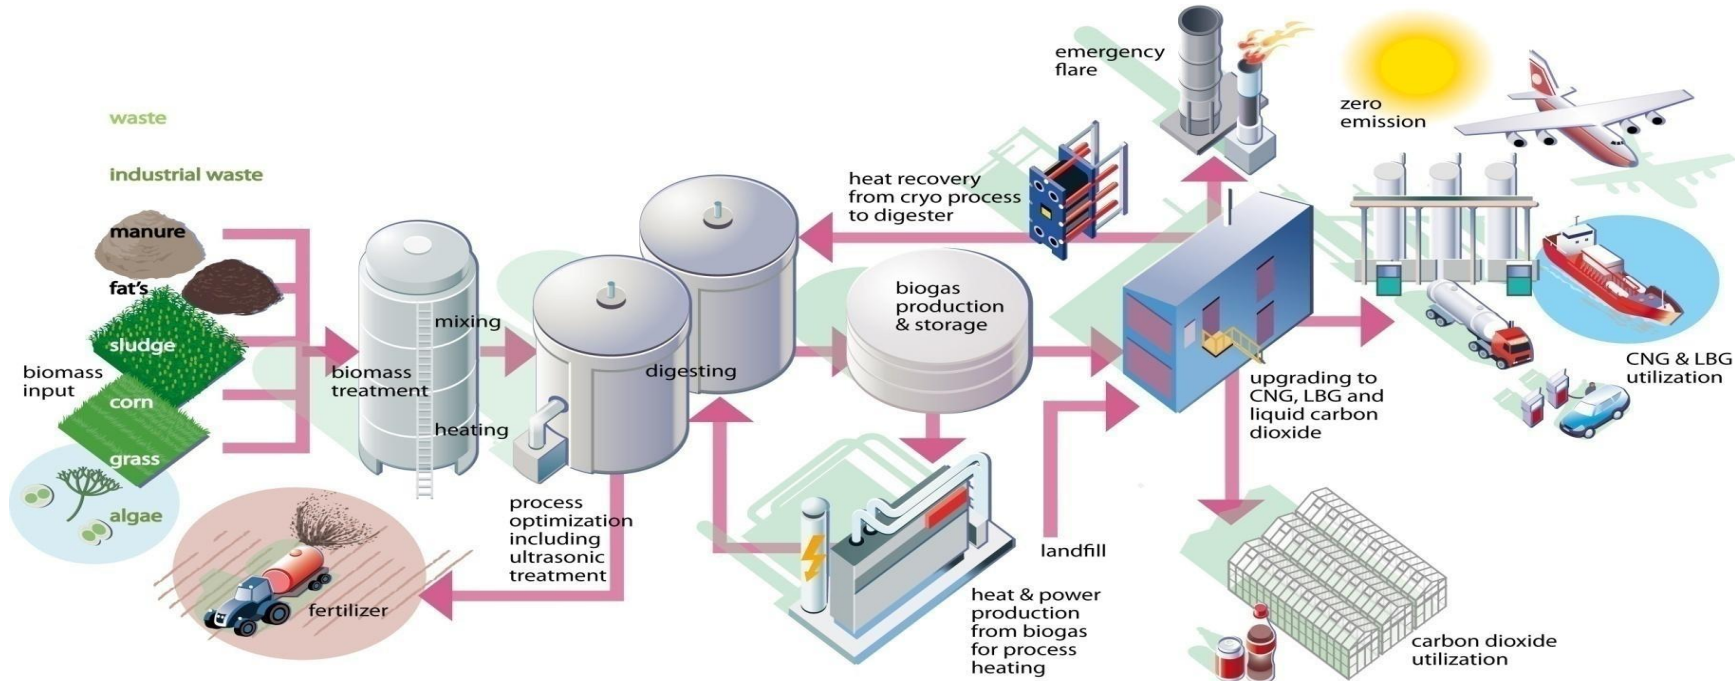 waste
industrial waste
manure
fat's
sludge
biomass
input
corn
grass
algae
fertilizer
mixing
biomass
treatment
heating
process
optimization
including
ultrasonic
treatment
digesting
heat recovery
from cryo process
to digester
biogas
production
& storage
heat & power
production
from biogas
for process
heating
landfill
emergency
flare
upgrading to
CNG, LBG and
liquid carbon
dioxide
zero
emission
CNG & LBG
utilization
carbon dioxide
utilization